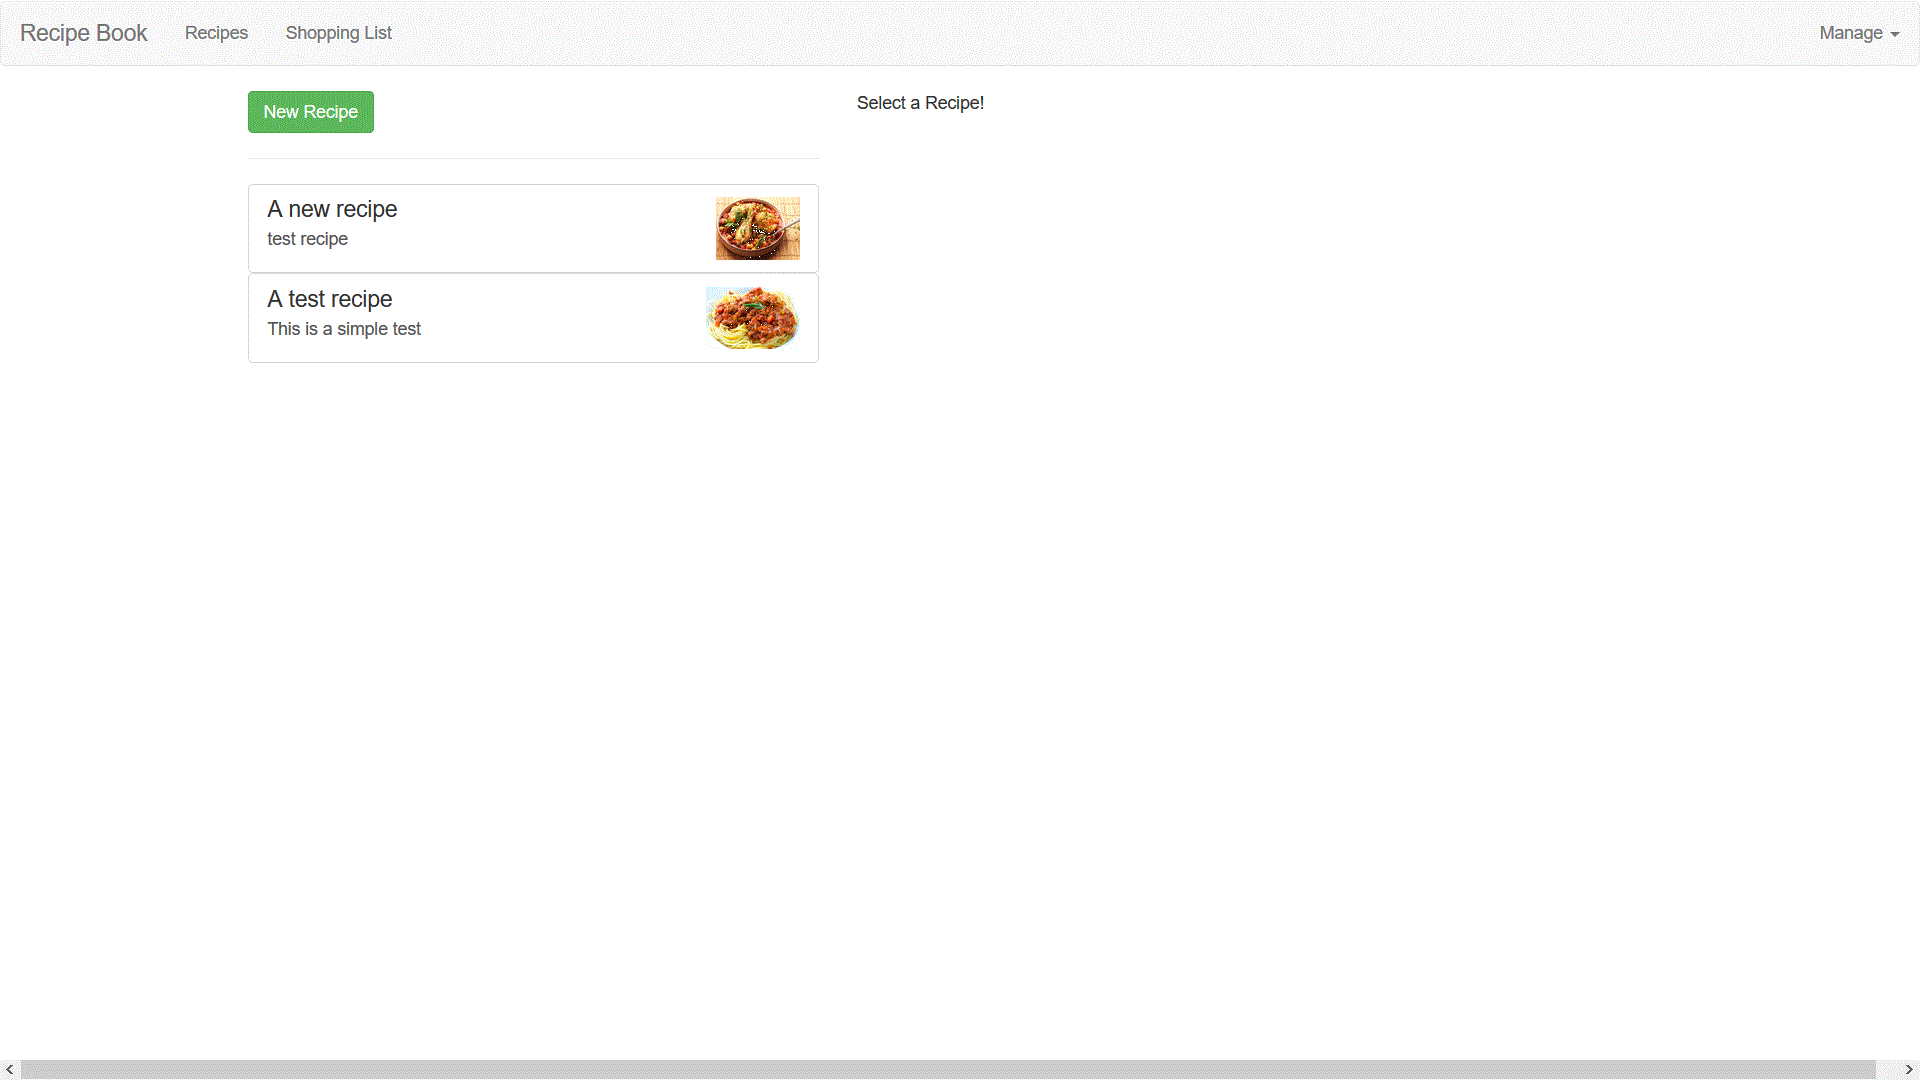 Recipe Book Recipes Shopping List Manage
New Recipe
Select a Recipe!
A new recipe
test recipe
A test recipe
This is a simple test